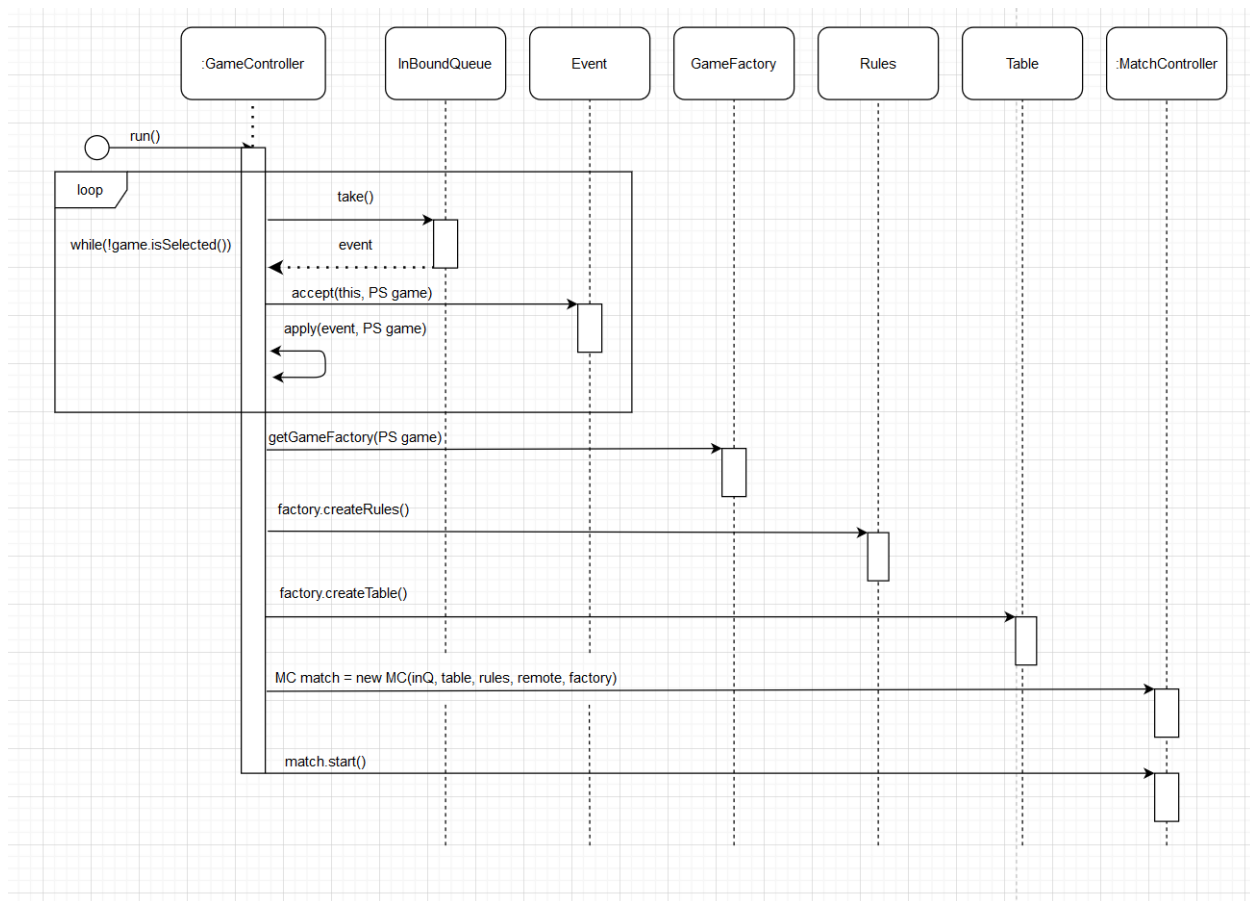 :GameController
InBoundQueue
Event
GameFactory
Rules
Table
:MatchController
run()
loop
take()
while(!game.isSelected())
event
accept(this, PS game)
apply(event, PS game)
getGameFactory(PS game)
factory.createRules()
factory.createTable()
MC match = new MC(inQ, table, rules, remote, factory)
match.start()